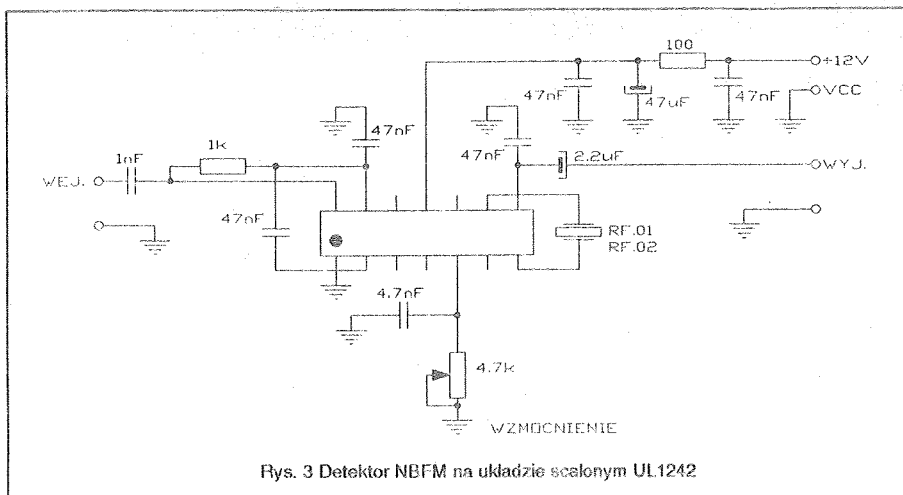 100
+12V
47nF
47uF
47nF
VCC
47nF
1k
47nF
2.2uF
1nF
WEJ.
WYJ.
47nF
RF.01
RF.02
4.7nF
4.7k
WZMOCNIENIE
Rys. 3 Detektor NBFM na układzie scalonym UL1242